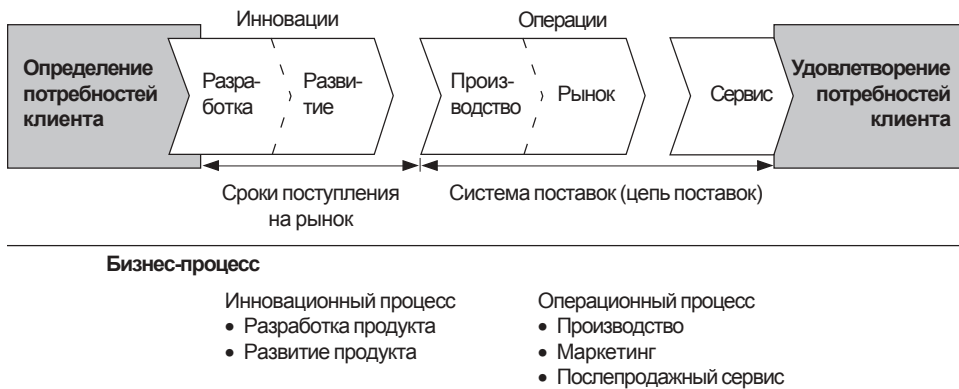 Инновации
Операции
Определение
потребностей
клиента
Разра-
ботка
Разви-
тие
Произ-
водство
Рынок
Сервис
Удовлетворение
потребностей
клиента
Сроки поступления
на рынок
Система поставок (цепь поставок)
Бизнес-процесс
Инновационный процесс
• Разработка продукта
• Развитие продукта
Операционный процесс
• Производство
• Маркетинг
• Послепродажный сервис